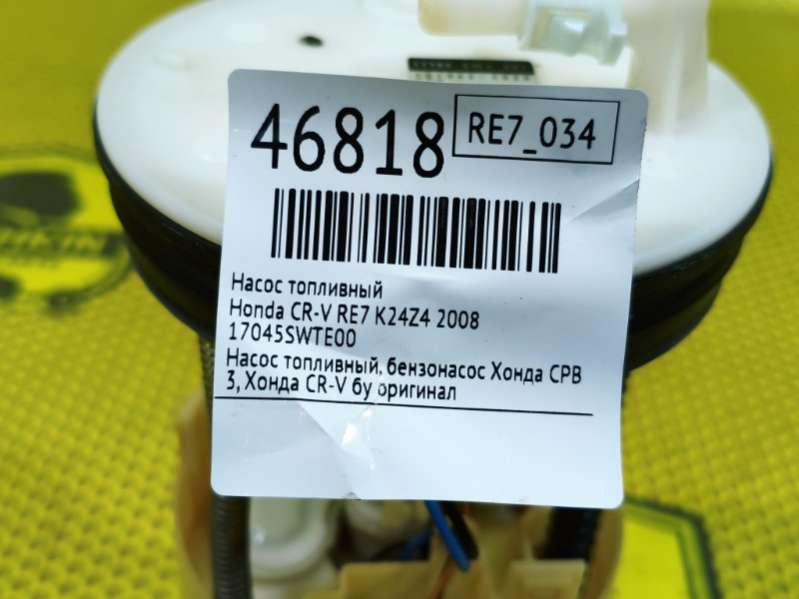 46818
RE7_034
Насос топливный
Honda CR-V RE7 K24Z4 2008
17045SWTE00
Насос топливный, бензонасос Хонда СРВ
3, Хонда CR-V бу оригинал